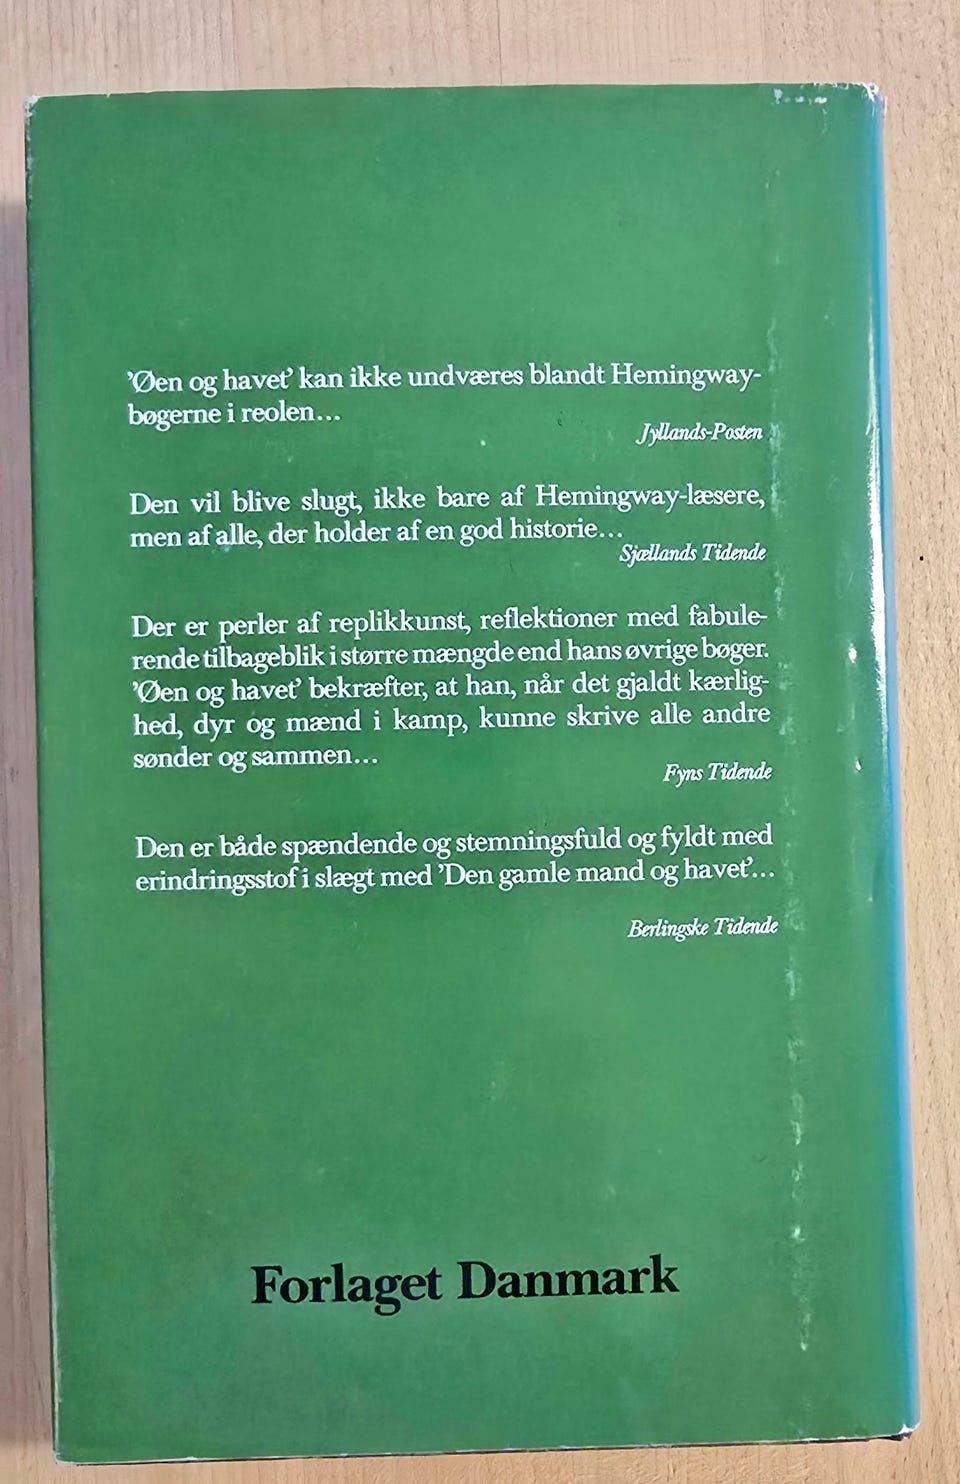 ’Øen og havet’ kan ikke undværes blandt Hemingway-
bøgerne i reolen...
Jyllands-Posten
Den vil blive slugt, ikke bare af Hemingway-læsere,
men af alle, der holder af en god historie...
Sjællands Tidende
Der er perler af replikkunst, reflektioner med fabule-
rende tilbageblik i større mængde end hans øvrige bøger.
’Øen og havet’ bekræfter, at han, når det gjaldt kærlig-
hed, dyr og mænd i kamp, kunne skrive alle andre
sønder og sammen...
Fyns Tidende
Den er både spændende og stemningsfuld og fyldt med
erindringsstof i slægt med ’Den gamle mand og havet’...
Berlingske Tidende
Forlaget Danmark